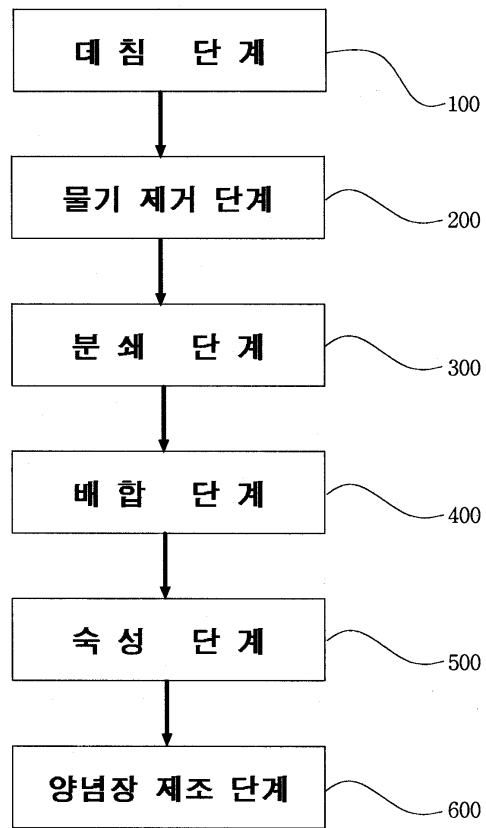 데 침 단 계
100
물기 제거 단계
200
분 쇄 단 계
300
배 합 단 계
400
숙 성 단 계
500
양념장 제조 단계
600